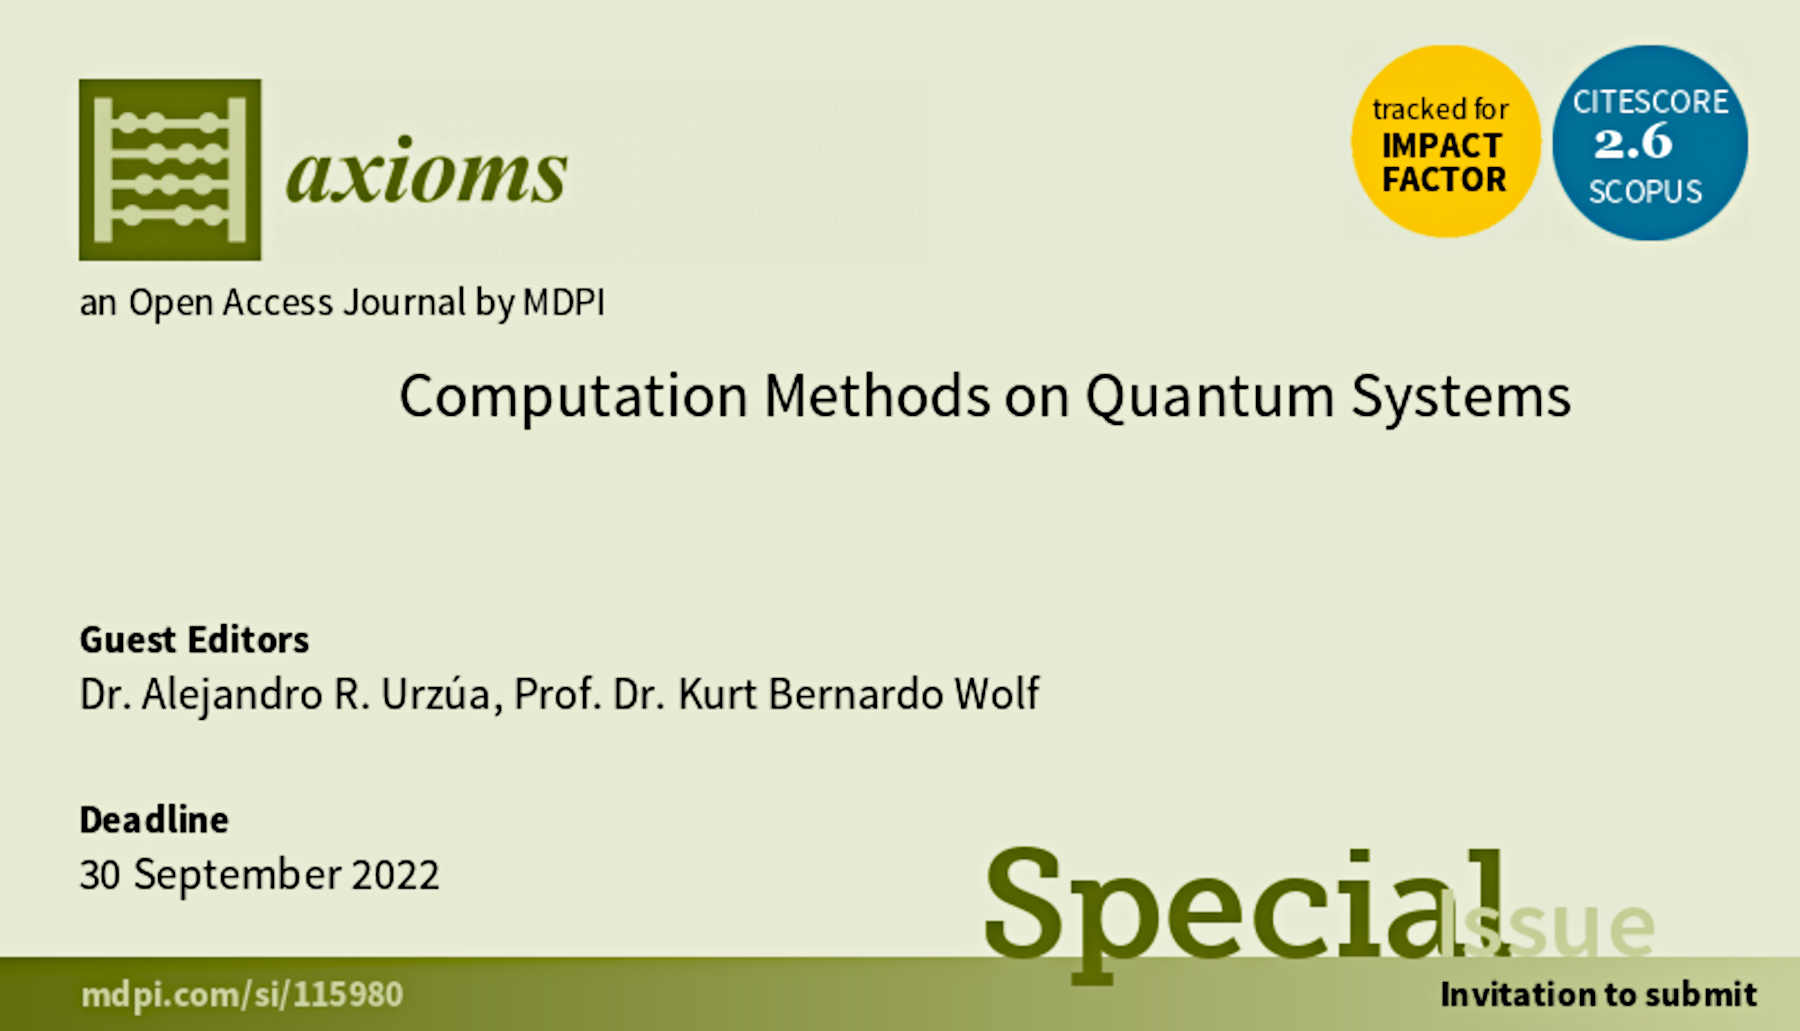 axioms
tracked for
IMPACT
FACTOR
CITESCORE
2.6
SCOPUS
an Open Access Journal by MDPI
Computation Methods on Quantum Systems
Guest Editors
Dr. Alejandro R. Urzúa, Prof. Dr. Kurt Bernardo Wolf
Deadline
30 September 2022
Special Issue
mdpi.com/si/115980
Invitation to submit